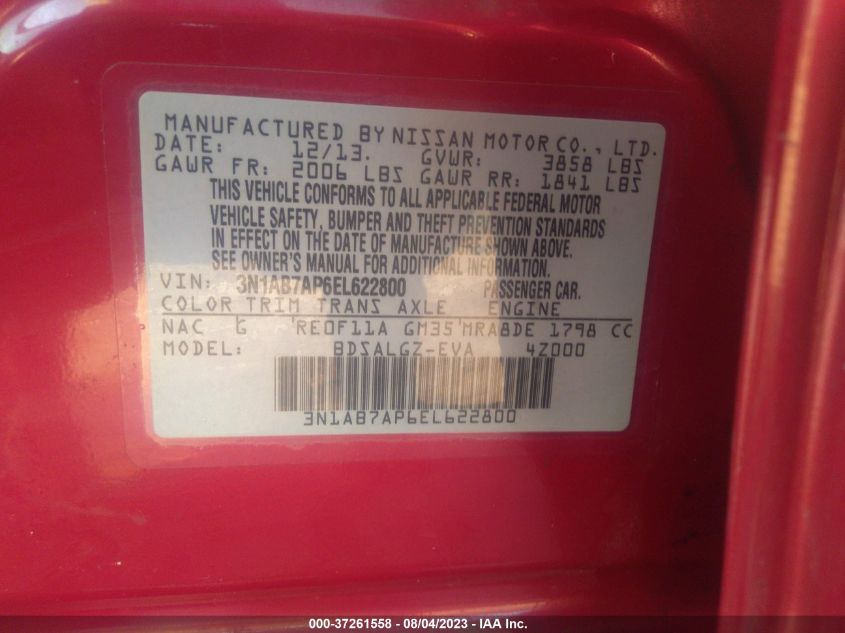 MANUFACTURED BY NISSAN MOTOR CO., LTD.
DATE: 12/13. GVWR: 3858 LBS
GAWR FR: 2006 LBS GAWR RR: 1841 LBS
THIS VEHICLE CONFORMS TO ALL APPLICABLE FEDERAL MOTOR
VEHICLE SAFETY, BUMPER AND THEFT PREVENTION STANDARDS
IN EFFECT ON THE DATE OF MANUFACTURE SHOWN ABOVE.
SEE OWNER'S MANUAL FOR ADDITIONAL INFORMATION.
VIN: 3N1AB7AP6EL622800 PASSENGER CAR.
COLOR TRIM TRANS AXLE ENGINE
NAC G 'RE0F11A GM35'MRA8DE 1798 CC
MODEL: BDSALGZ-EVA 4Z000
3N1AB7AP6EL622800
000-37261558 - 08/04/2023 - IAA Inc.